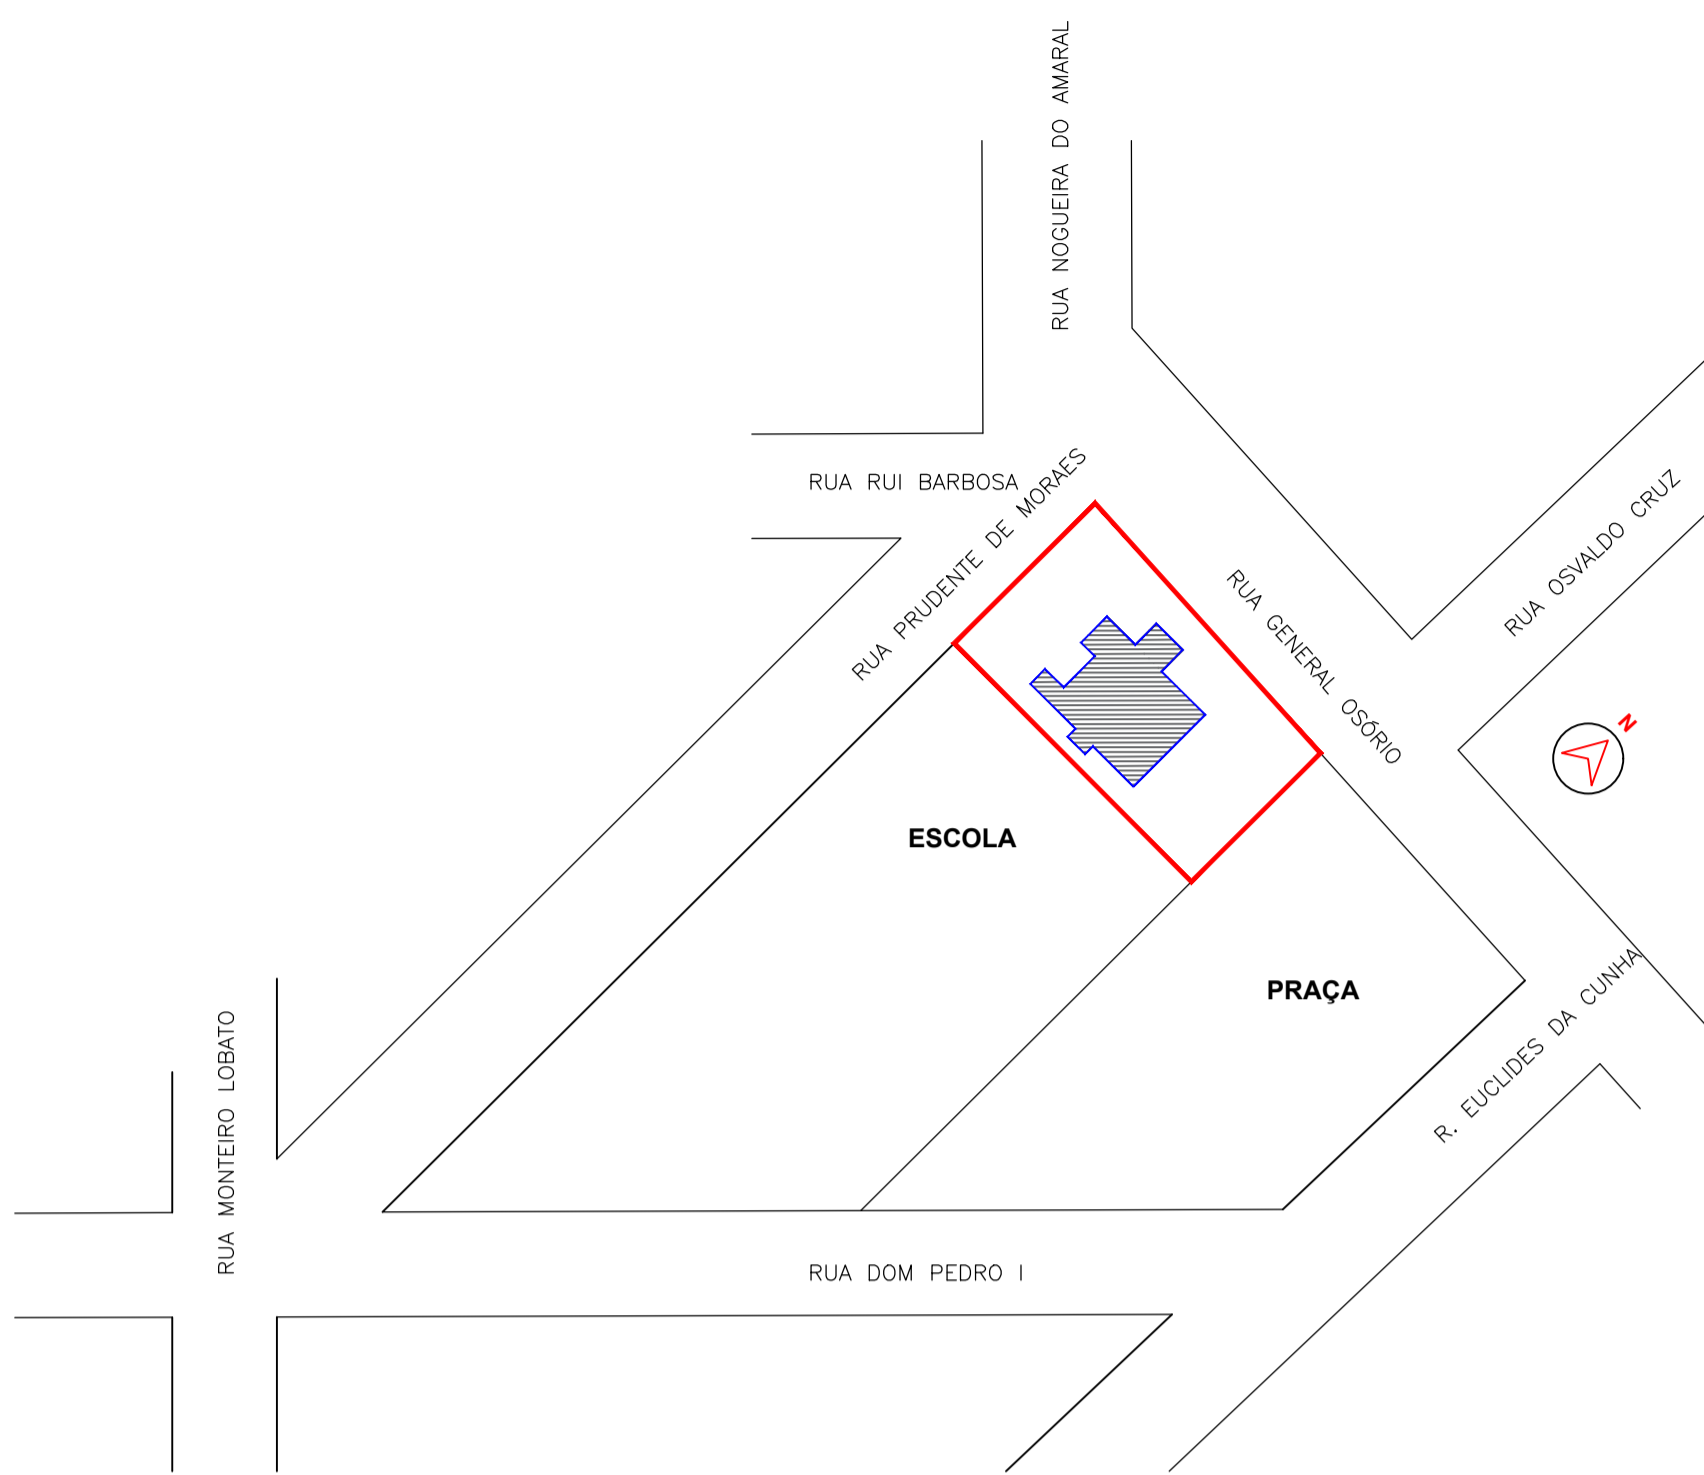 RUA NOGUEIRA DO AMARAL
RUA RUI BARBOSA
RUA PRUDENTE DE MORAES
RUA OSVALDO CRUZ
RUA GENERAL OSÓRIO
N
ESCOLA
PRAÇA
R. EUCLIDES DA CUNHA
RUA MONTEIRO LOBATO
RUA DOM PEDRO I